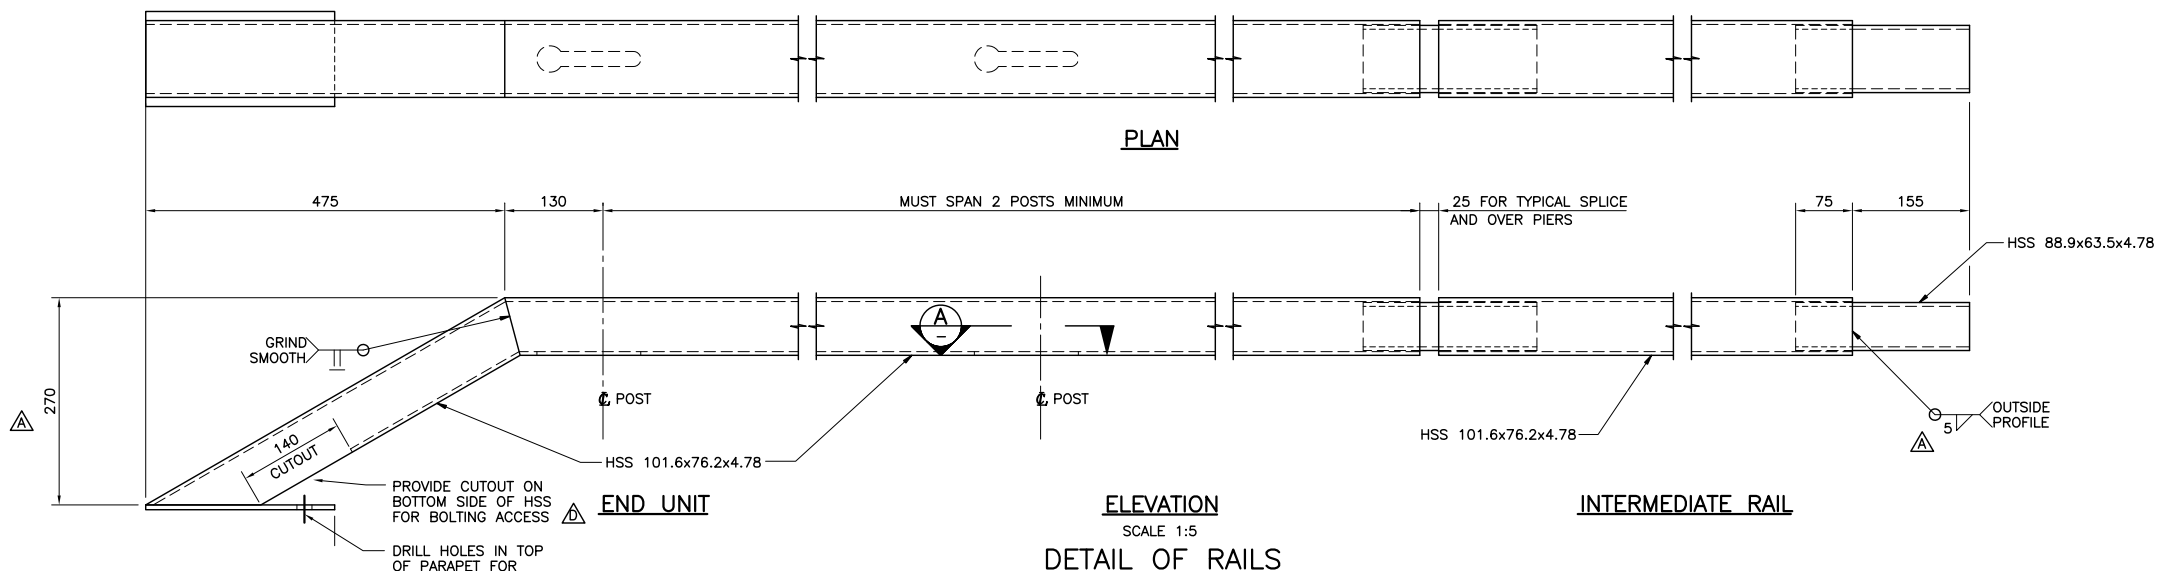 PLAN
475
130
MUST SPAN 2 POSTS MINIMUM
25 FOR TYPICAL SPLICE
AND OVER PIERS
75
155
HSS 88.9x63.5x4.78
A
-
GRIND
SMOOTH
270
A
℄ POST
℄ POST
140
CUTOUT
OUTSIDE
PROFILE
5
A
HSS 101.6x76.2x4.78
HSS 101.6x76.2x4.78
PROVIDE CUTOUT ON
BOTTOM SIDE OF HSS
FOR BOLTING ACCESS
D
END UNIT
ELEVATION
SCALE 1:5
INTERMEDIATE RAIL
DETAIL OF RAILS
DRILL HOLES IN TOP
OF PARAPET FOR